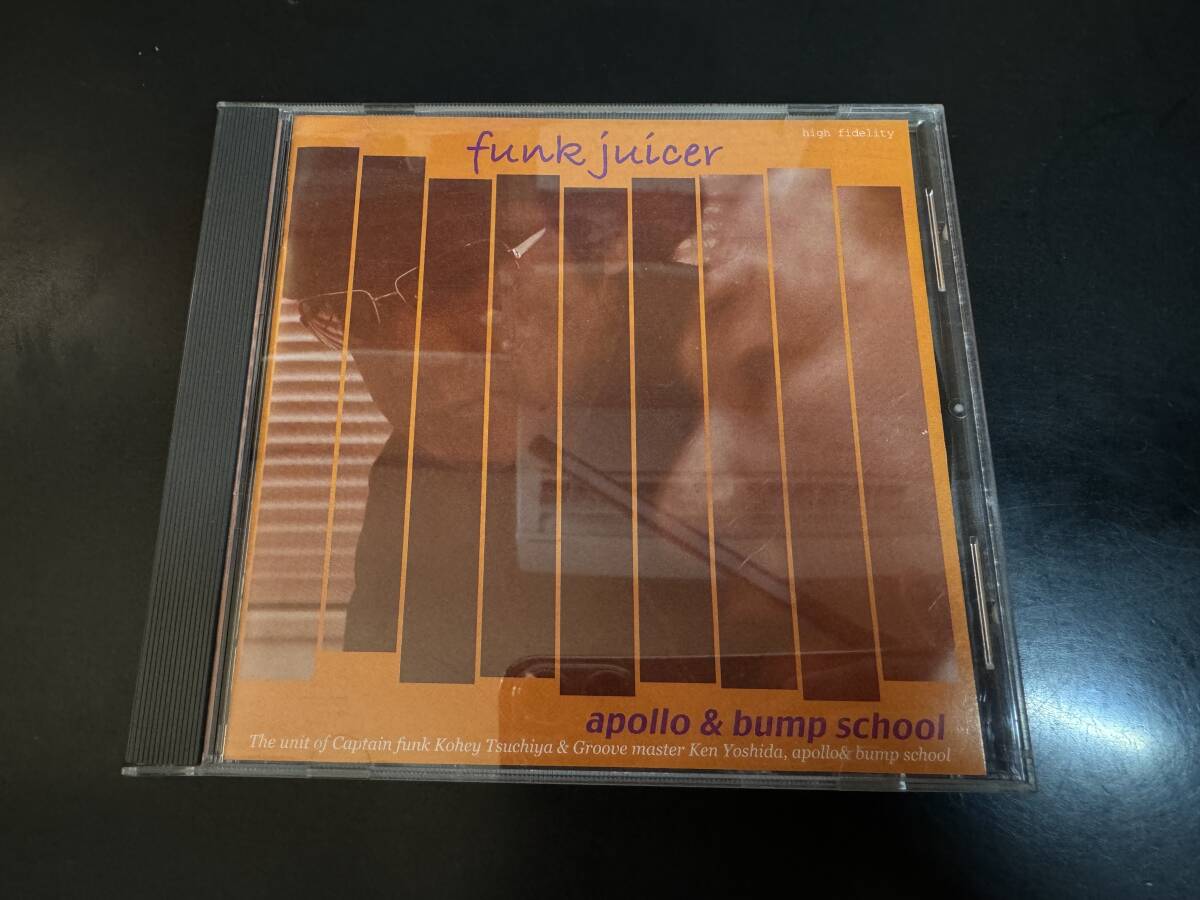 funk juicer
high fidelity
apollo & bump school
The unit of Captain funk Kohey Tsuchiya & Groove master Ken Yoshida, apollo& bump school